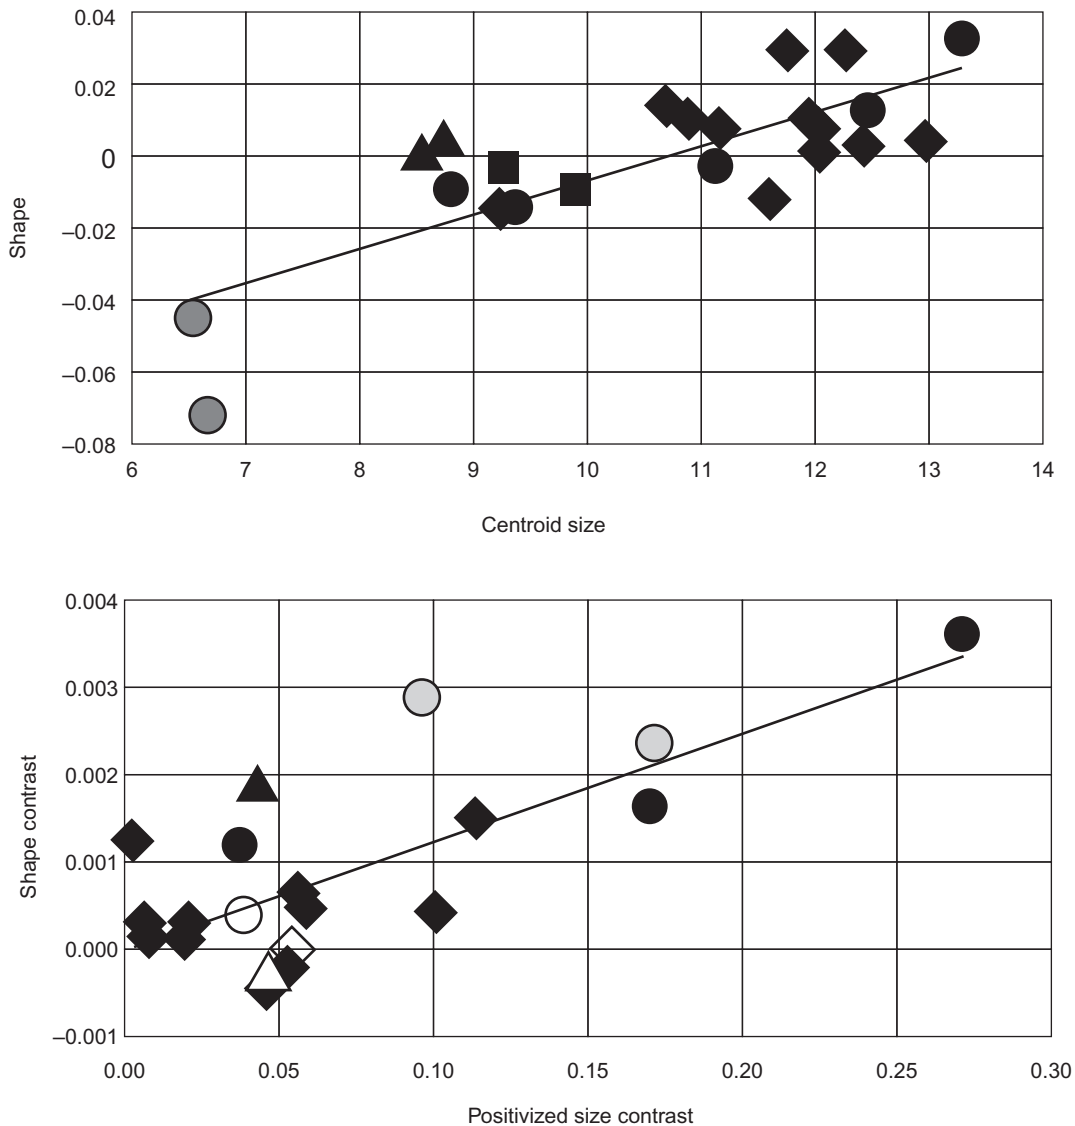 0.04
0.02
0
–0.02
–0.04
–0.06
–0.08
Shape
6 7 8 9 10 11 12 13 14
Centroid size
0.004
0.003
0.002
0.001
0.000
–0.001
Shape contrast
0.00 0.05 0.10 0.15 0.20 0.25 0.30
Positivized size contrast